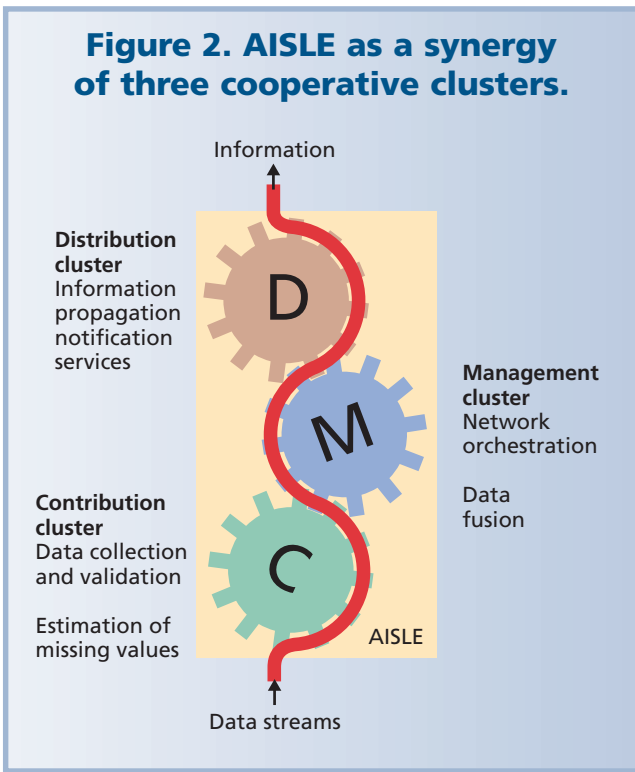 Figure 2. AISLE as a synergy
of three cooperative clusters.
Information
Distribution
cluster
Information
propagation
notification
services
D
Management
cluster
Network
orchestration
Data
fusion
M
Contribution
cluster
Data collection
and validation
Estimation of
missing values
C
AISLE
Data streams